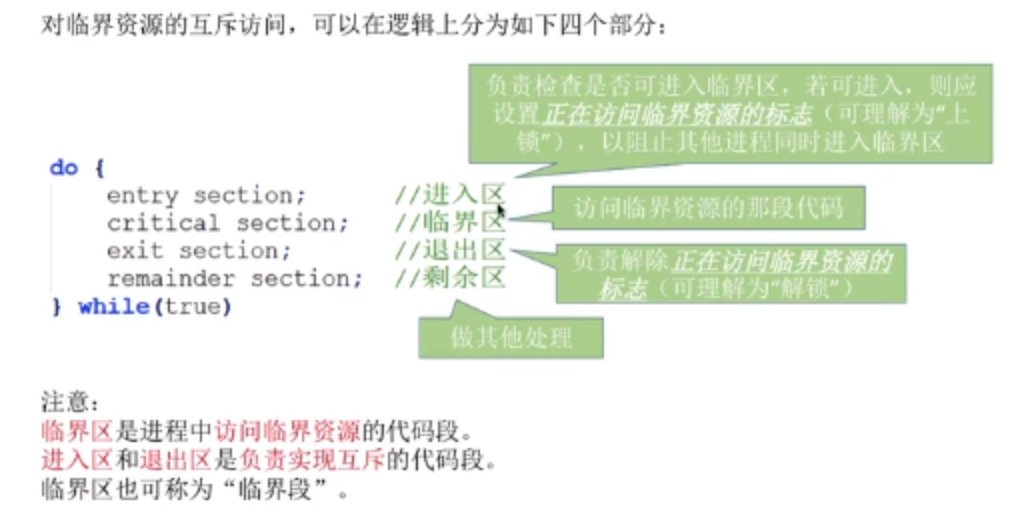 对临界资源的互斥访问，可以在逻辑上分为如下四个部分：
负责检查是否可进入临界区，若可进入，则应
设置正在访问临界资源的标志（可理解为“上
锁”），以阻止其他进程同时进入临界区
do {
entry section; //进入区
critical section; //临界区
exit section; //退出区
remainder section; //剩余区
} while(true)
访问临界资源的那段代码
负责解除正在访问临界资源的
标志（可理解为“解锁”）
做其他处理
注意：
临界区是进程中访问临界资源的代码段。
进入区和退出区是负责实现互斥的代码段。
临界区也可称为“临界段”。